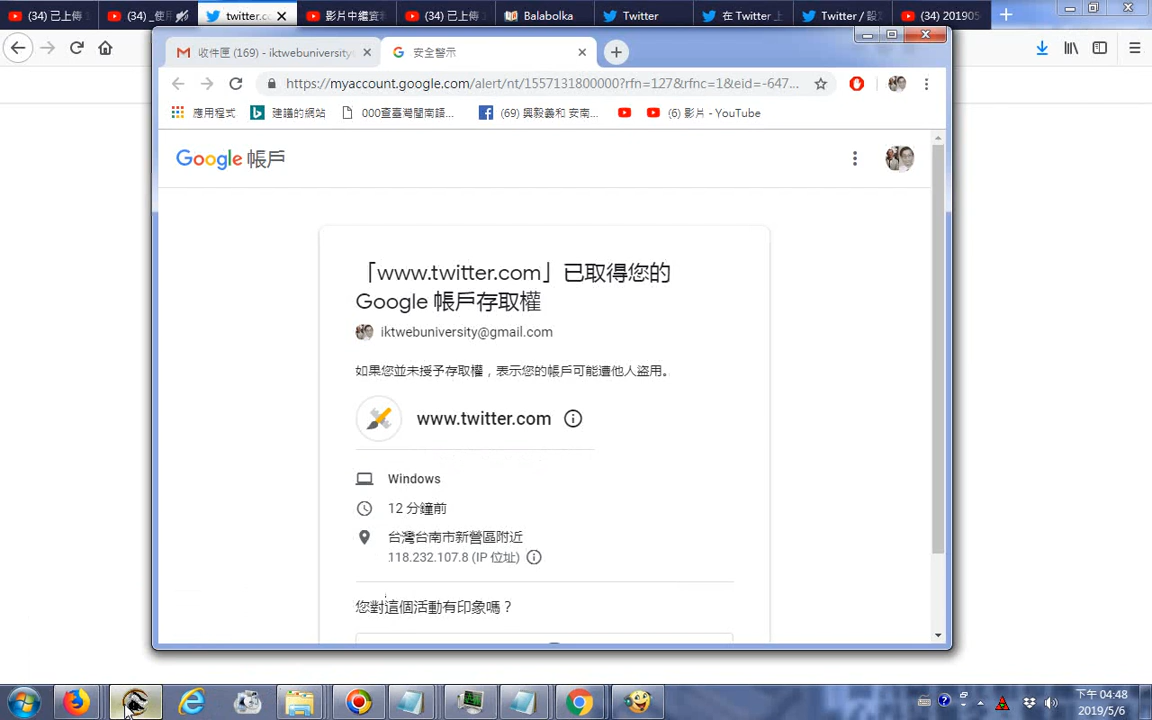 (34) 已上傳
(34) _使用
twitter.c
影片中繼資料
(34) 已上傳
Balabolka
Twitter
在 Twitter 上
Twitter / 設
(34) 201905
收件匣 (169) - iktwebuniversity
安全警示
https://myaccount.google.com/alert/nt/1557131800000?rfn=127&rfnc=1&eid=-647...
應用程式
建議的網站
000查臺灣閩南語...
(69) 興毅義和 安南...
(6) 影片 - YouTube
Google 帳戶
「www.twitter.com」已取得您的
Google 帳戶存取權
iktwebuniversity@gmail.com
如果您並未授予存取權，表示您的帳戶可能遭他人盜用。
www.twitter.com
Windows
12 分鐘前
台灣台南市新營區附近
118.232.107.8 (IP 位址)
您對這個活動有印象嗎？
下午 04:48
2019/5/6